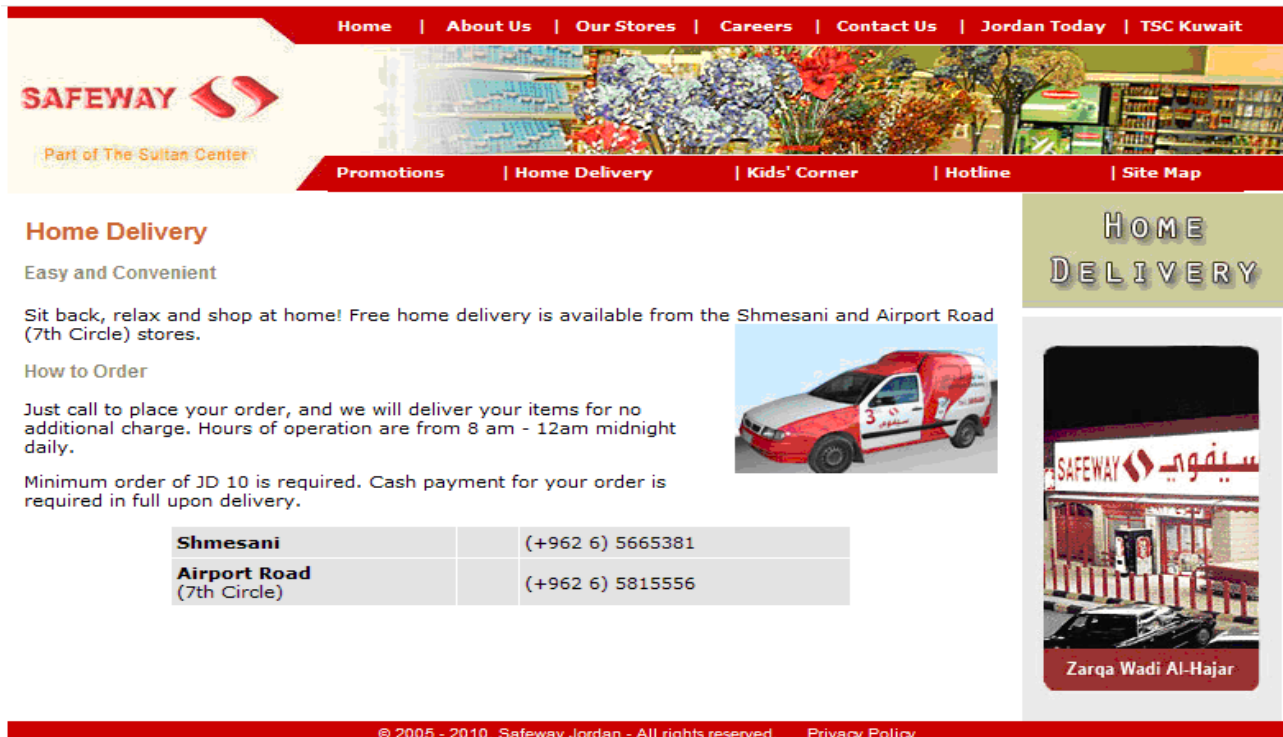 Home | About Us | Our Stores | Careers | Contact Us | Jordan Today | TSC Kuwait
SAFEWAY
Part of The Sultan Center
Promotions | Home Delivery | Kids' Corner | Hotline | Site Map
Home Delivery
Easy and Convenient
Sit back, relax and shop at home! Free home delivery is available from the Shmesani and Airport Road
(7th Circle) stores.
How to Order
Just call to place your order, and we will deliver your items for no
additional charge. Hours of operation are from 8 am - 12am midnight
daily.
Minimum order of JD 10 is required. Cash payment for your order is
required in full upon delivery.
3
سيفوي
Shmesani (+962 6) 5665381
Airport Road
(7th Circle) (+962 6) 5815556
HOME
DELIVERY
SAFEWAY سيفوي
Zarqa Wadi Al-Hajar
© 2005 - 2010 Safeway Jordan - All rights reserved Privacy Policy